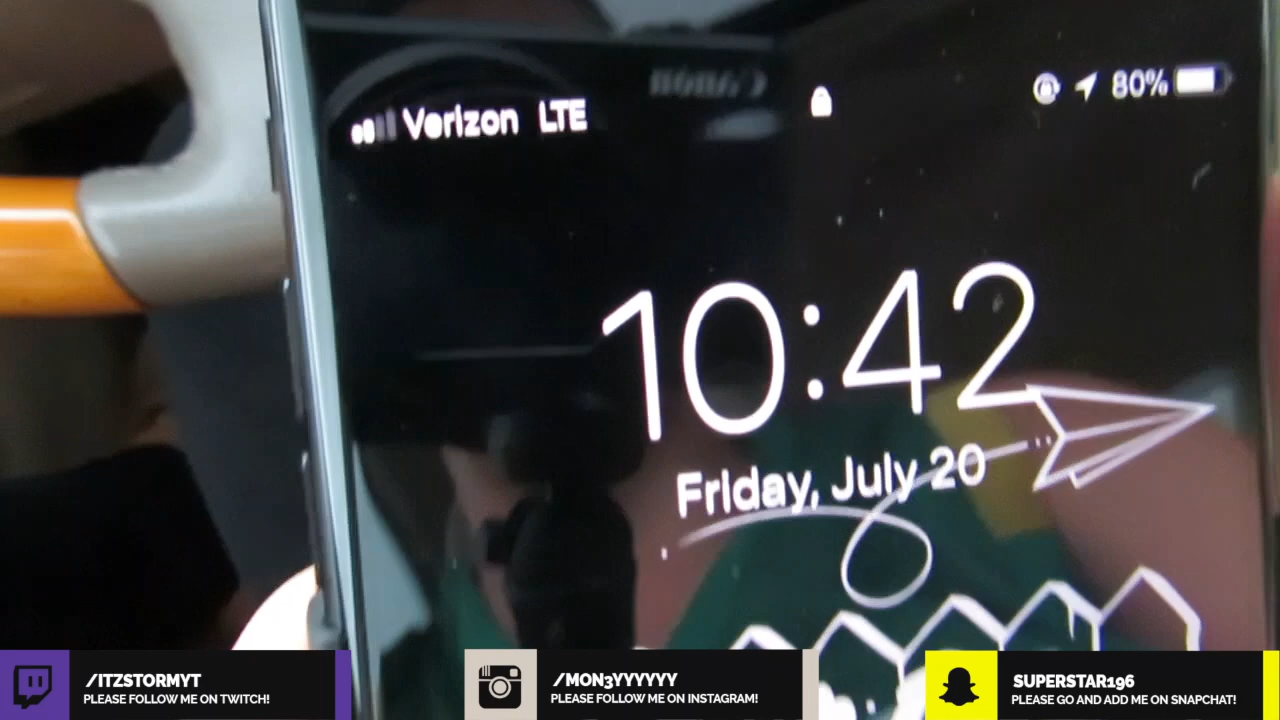 Verizon LTE 80%
Canon
10:42
Friday, July 20
/ITZSTORMYT
PLEASE FOLLOW ME ON TWITCH!
/MON3YYYYYY
PLEASE FOLLOW ME ON INSTAGRAM!
SUPERSTAR196
PLEASE GO AND ADD ME ON SNAPCHAT!